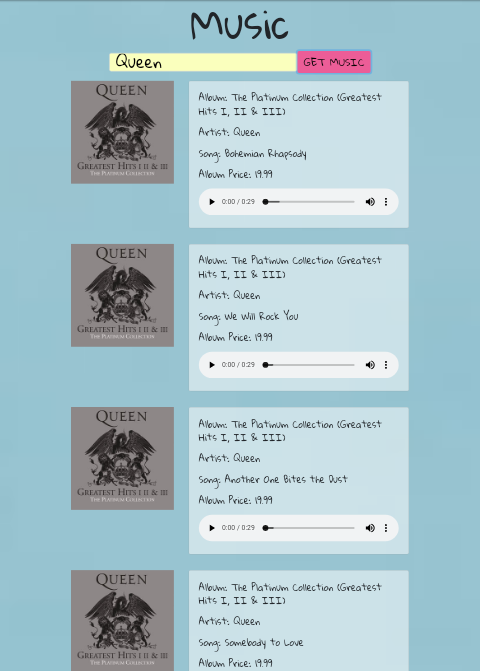 Music
Queen
GET MUSIC
QUEEN
GREATEST HITS I II & III
THE PLATINUM COLLECTION
Album: The Platinum Collection (Greatest
Hits I, II & III)
Artist: Queen
Song: Bohemian Rhapsody
Album Price: 19.99
0:00 / 0:29
QUEEN
GREATEST HITS I II & III
THE PLATINUM COLLECTION
Album: The Platinum Collection (Greatest
Hits I, II & III)
Artist: Queen
Song: We Will Rock You
Album Price: 19.99
0:00 / 0:29
QUEEN
GREATEST HITS I II & III
THE PLATINUM COLLECTION
Album: The Platinum Collection (Greatest
Hits I, II & III)
Artist: Queen
Song: Another One Bites the Dust
Album Price: 19.99
0:00 / 0:29
QUEEN
GREATEST HITS I II & III
Album: The Platinum Collection (Greatest
Hits I, II & III)
Artist: Queen
Song: Somebody to Love
Album Price: 19.99